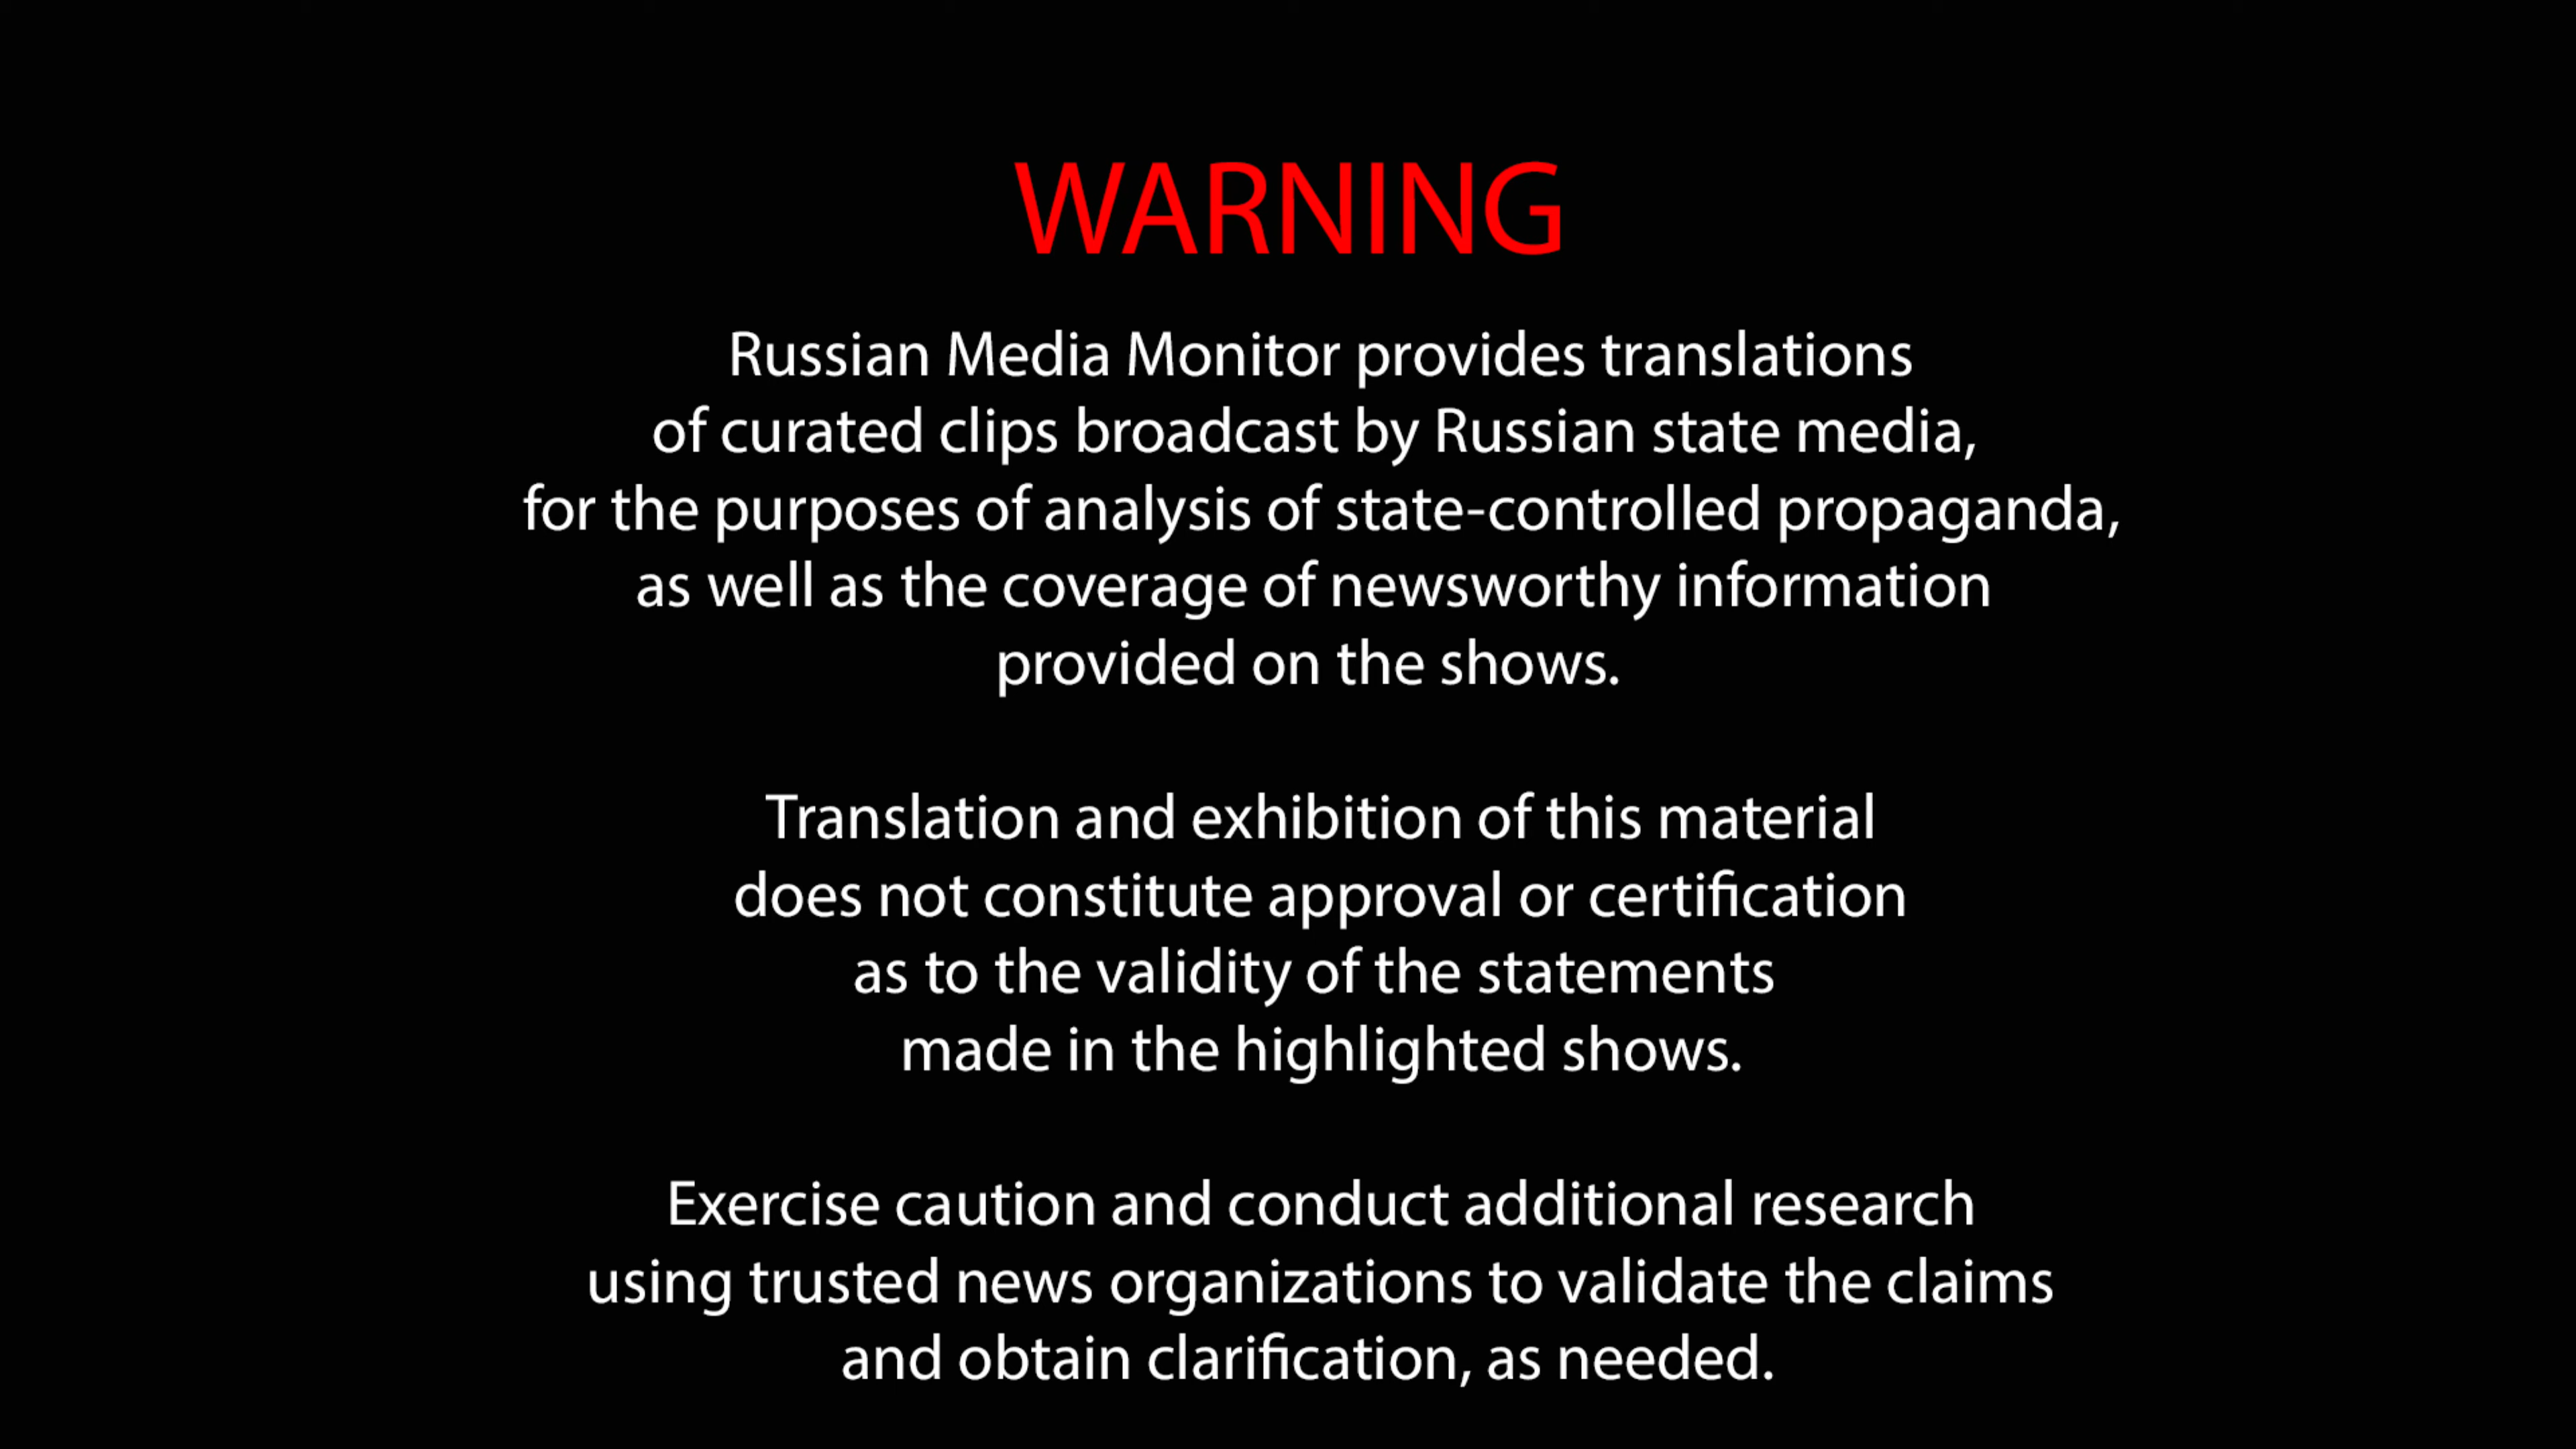 WARNING
Russian Media Monitor provides translations
of curated clips broadcast by Russian state media,
for the purposes of analysis of state-controlled propaganda,
as well as the coverage of newsworthy information
provided on the shows.
Translation and exhibition of this material
does not constitute approval or certification
as to the validity of the statements
made in the highlighted shows.
Exercise caution and conduct additional research
using trusted news organizations to validate the claims
and obtain clarification, as needed.